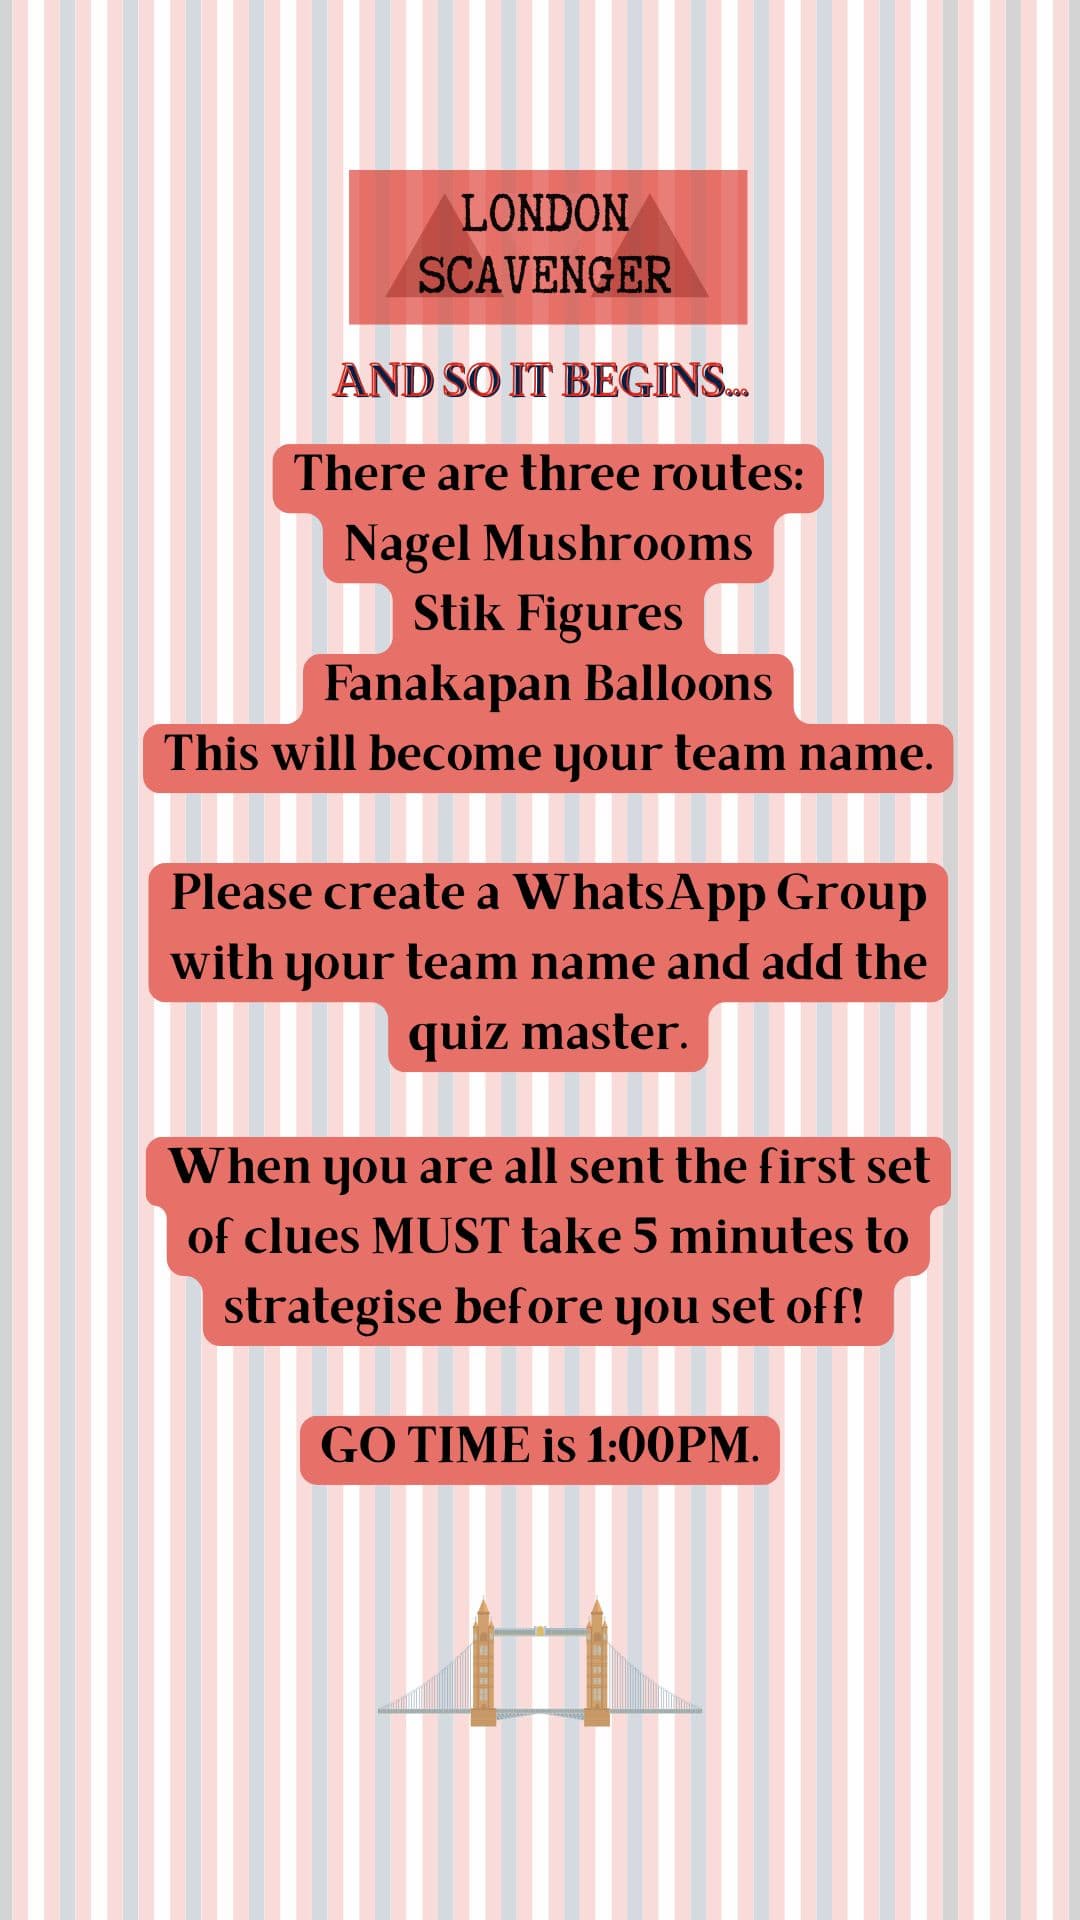 LONDON
SCAVENGER
AND SO IT BEGINS...
There are three routes:
Nagel Mushrooms
Stik Figures
Fanakapan Balloons
This will become your team name.
Please create a WhatsApp Group
with your team name and add the
quiz master.
When you are all sent the first set
of clues MUST take 5 minutes to
strategise before you set off!
GO TIME is 1:00PM.